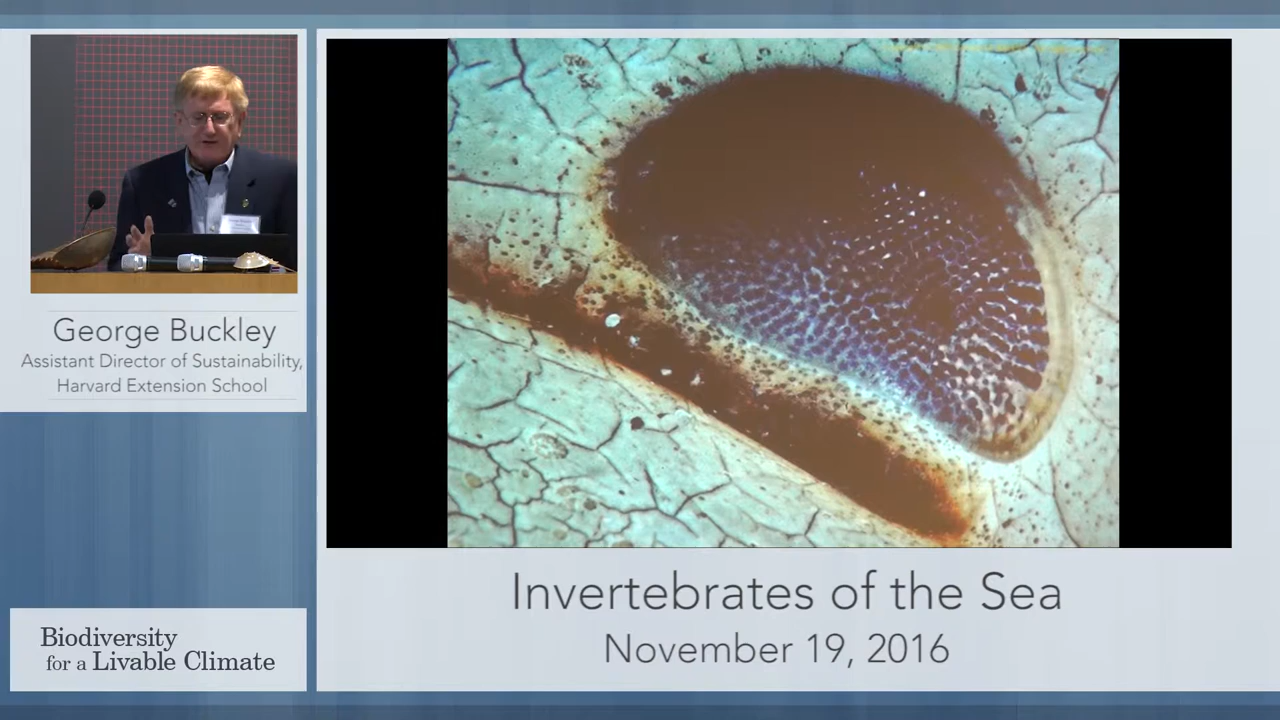 George Buckley
Assistant Director of Sustainability,
Harvard Extension School
Biodiversity
for a Livable Climate
Invertebrates of the Sea
November 19, 2016